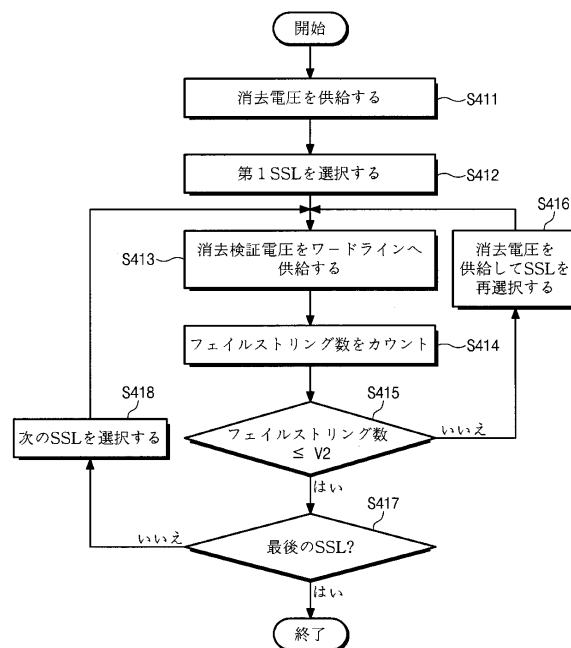 開始
消去電圧を供給する
S411
第1SSLを選択する
S412
S413
消去検証電圧をワードラインへ
供給する
S416
消去電圧を
供給してSSLを
再選択する
フェイルストリング数をカウント
S414
S418
次のSSLを選択する
S415
フェイルストリング数
≤ V2
いいえ
はい
S417
最後のSSL?
いいえ
はい
終了